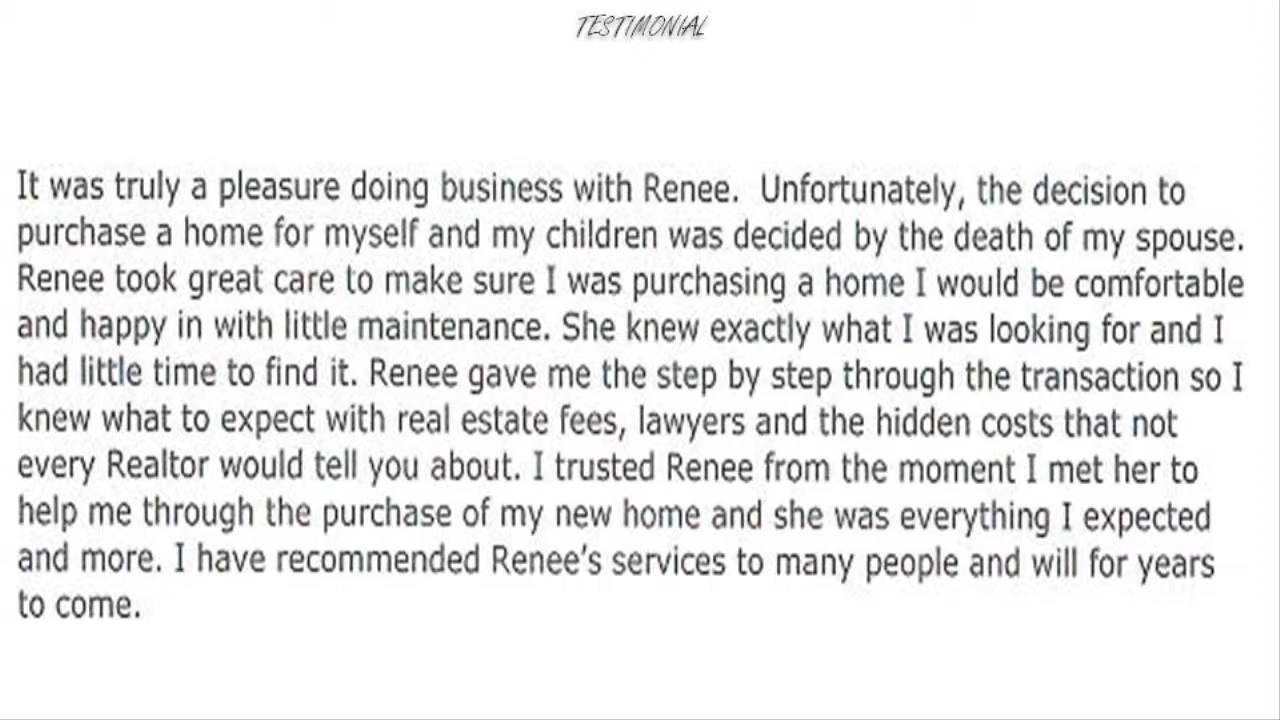 TESTIMONIAL
It was truly a pleasure doing business with Renee.  Unfortunately, the decision to
purchase a home for myself and my children was decided by the death of my spouse.
Renee took great care to make sure I was purchasing a home I would be comfortable
and happy in with little maintenance. She knew exactly what I was looking for and I
had little time to find it. Renee gave me the step by step through the transaction so I
knew what to expect with real estate fees, lawyers and the hidden costs that not
every Realtor would tell you about. I trusted Renee from the moment I met her to
help me through the purchase of my new home and she was everything I expected
and more. I have recommended Renee’s services to many people and will for years
to come.